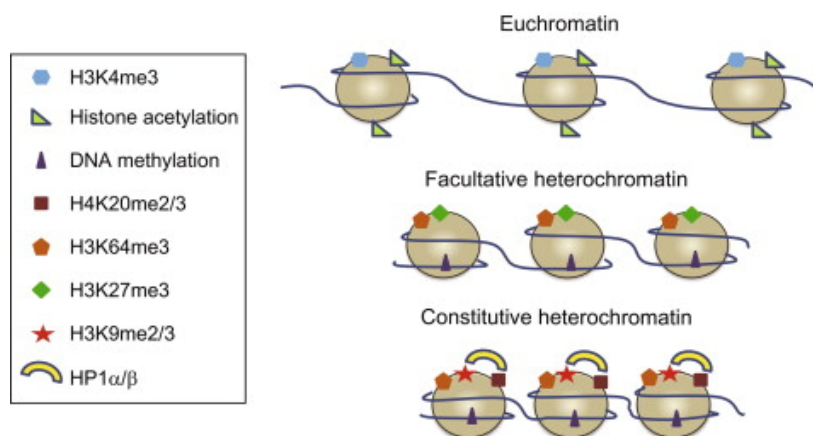 Euchromatin
H3K4me3
Histone acetylation
DNA methylation
H4K20me2/3
H3K64me3
H3K27me3
H3K9me2/3
HP1α/β
Facultative heterochromatin
Constitutive heterochromatin